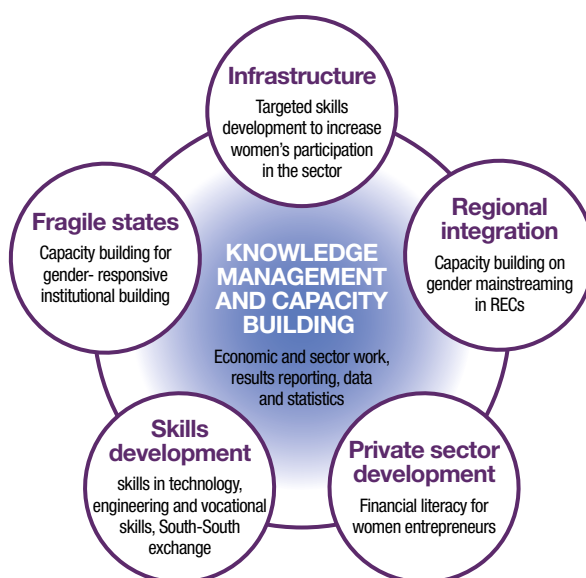 Infrastructure
Targeted skills
development to increase
women's participation
in the sector
Regional
integration
Capacity building on
gender mainstreaming
in RECs
Fragile states
Capacity building for
gender- responsive
institutional building
KNOWLEDGE
MANAGEMENT
AND CAPACITY
BUILDING
Economic and sector work,
results reporting, data
and statistics
Skills
development
skills in technology,
engineering and vocational
skills, South-South
exchange
Private sector
development
Financial literacy for
women entrepreneurs